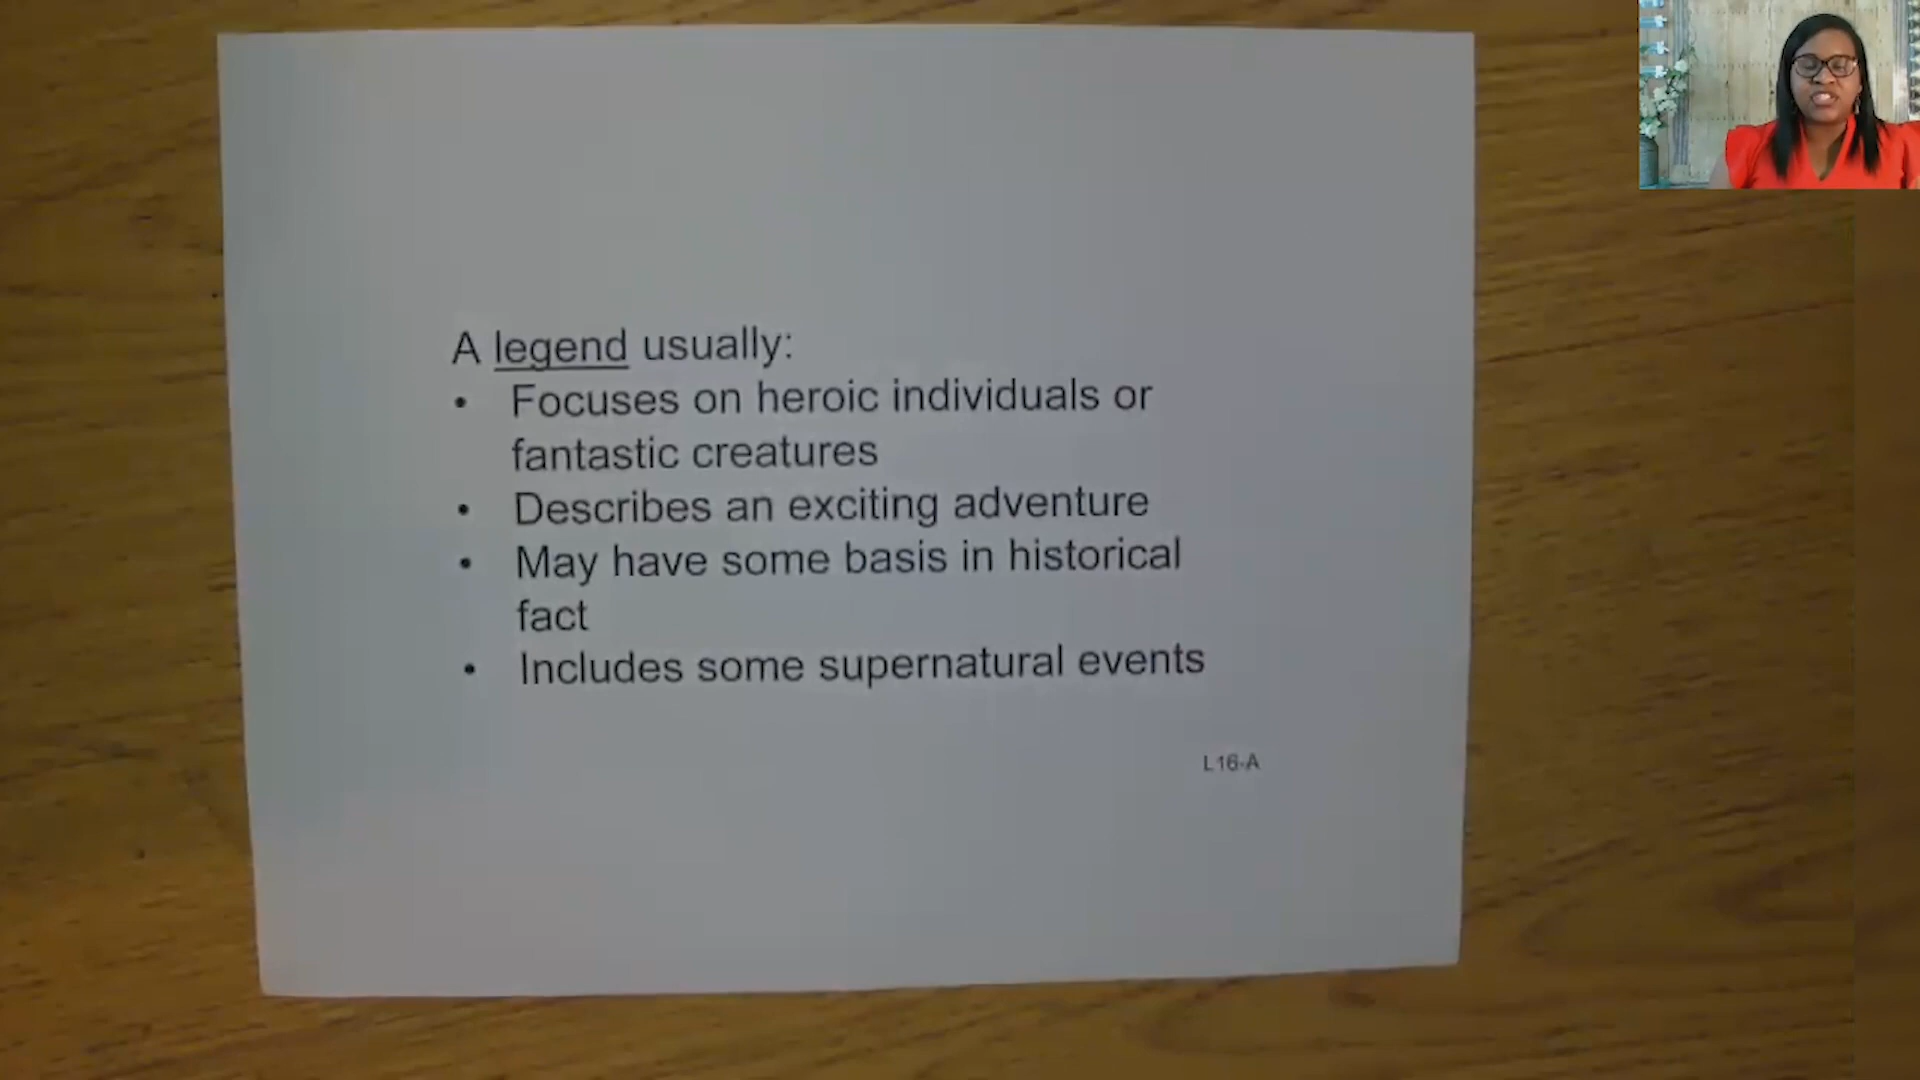 A legend usually:
• Focuses on heroic individuals or
fantastic creatures
• Describes an exciting adventure
• May have some basis in historical
fact
• Includes some supernatural events
L16-A